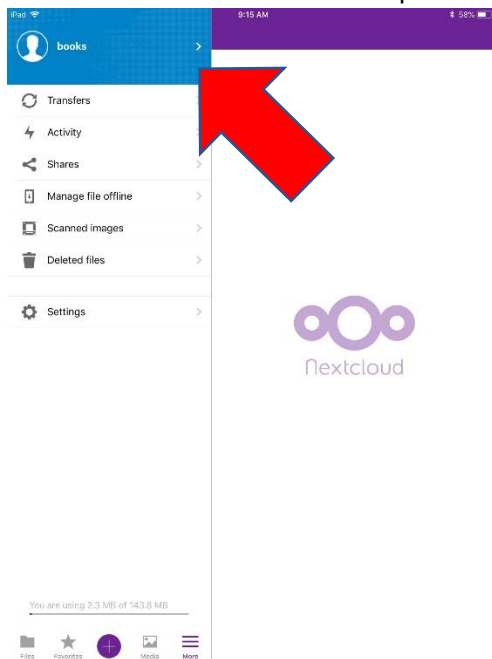 iPad 9:15 AM 58%
books
Transfers
Activity
Shares
Manage file offline
Scanned images
Deleted files
Settings
Nextcloud
You are using 2.3 MB of 143.8 MB
Files Favorites Media More